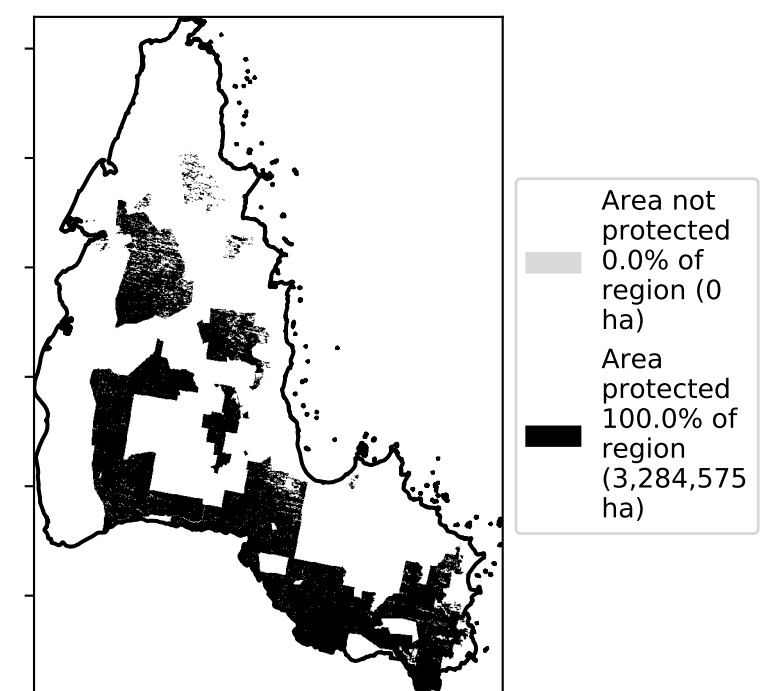 Area not
protected
0.0% of
region (0
ha)
Area
protected
100.0% of
region
(3,284,575
ha)